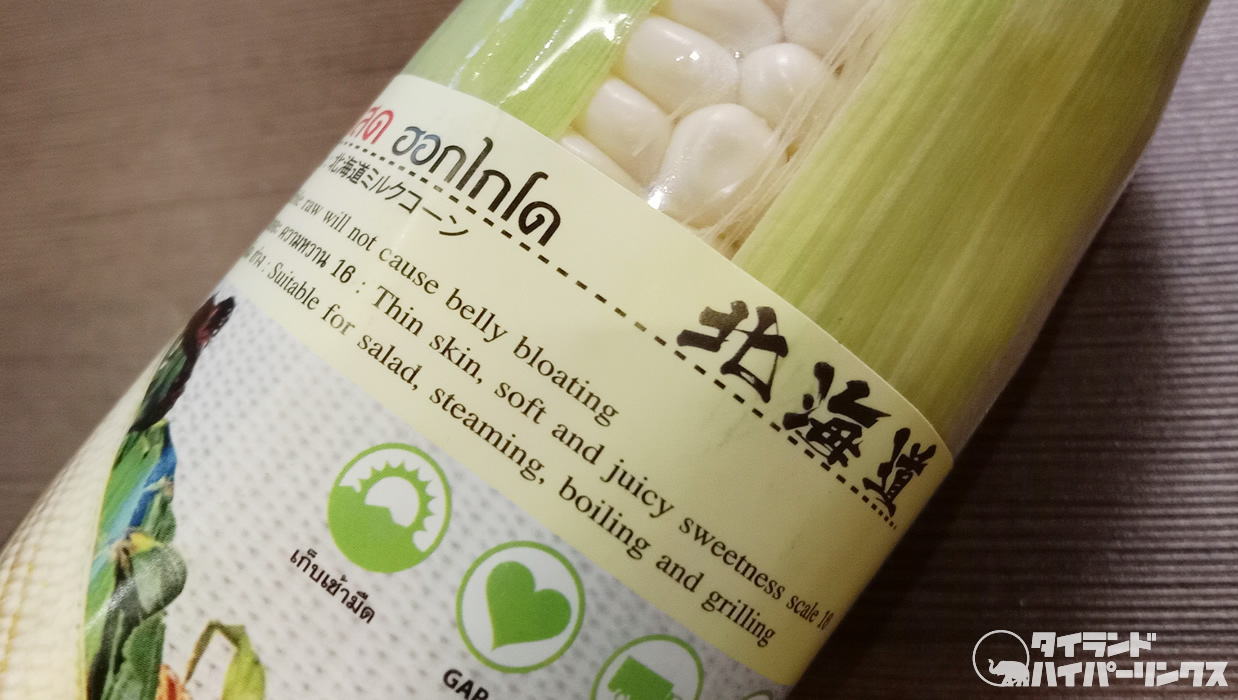 สด ฮอกไกโด
北海道ミルクコーン
北海道
raw will not cause belly bloating
ความหวาน 16 : Thin skin, soft and juicy sweetness scale 16
: Suitable for salad, steaming, boiling and grilling
เก็บเช้ามืด
GAP
タイランド
ハイパーリンクス